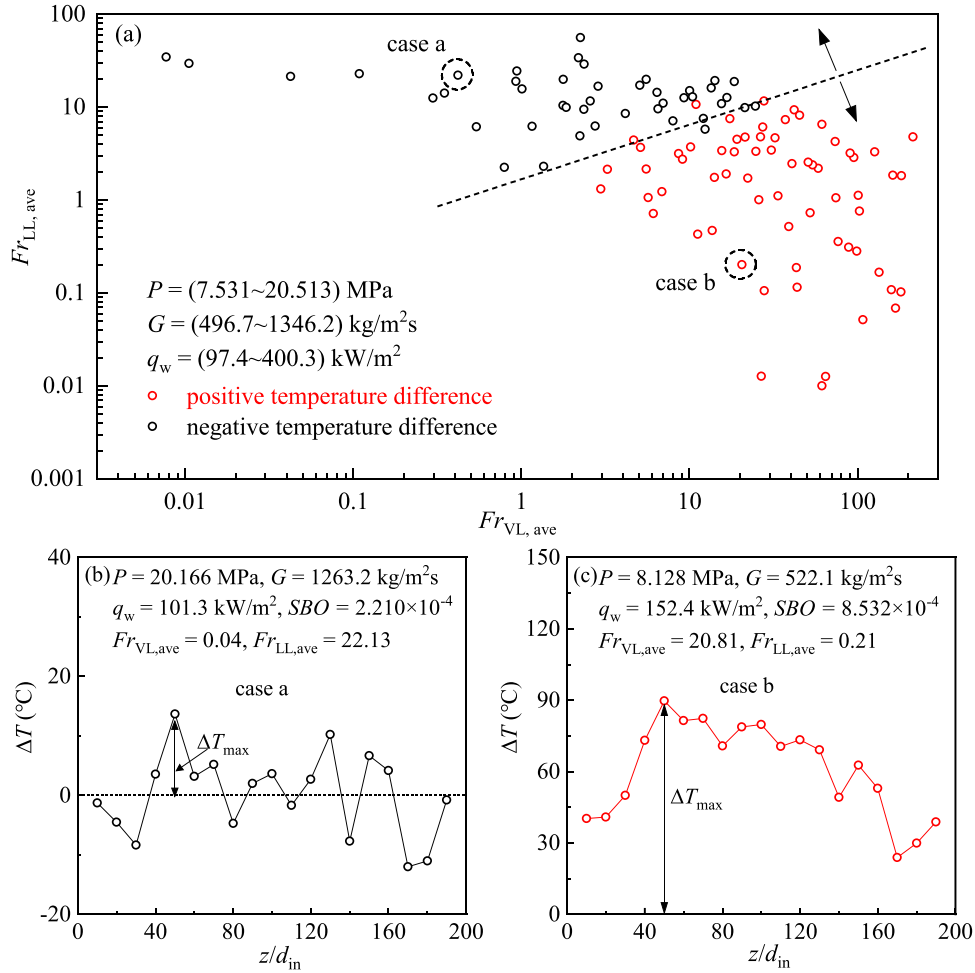 (a)
case a
case b
P = (7.531~20.513) MPa
G = (496.7~1346.2) kg/m²s
q_w = (97.4~400.3) kW/m²
positive temperature difference
negative temperature difference
100
10
1
0.1
0.01
0.001
Fr_LL, ave
0.01
0.1
1
10
100
Fr_VL, ave
(b) P = 20.166 MPa, G = 1263.2 kg/m²s
q_w = 101.3 kW/m², SBO = 2.210×10⁻⁴
Fr_VL,ave = 0.04, Fr_LL,ave = 22.13
case a
ΔT_max
40
20
0
-20
ΔT (°C)
0
40
80
120
160
200
z/d_in
(c) P = 8.128 MPa, G = 522.1 kg/m²s
q_w = 152.4 kW/m², SBO = 8.532×10⁻⁴
Fr_VL,ave = 20.81, Fr_LL,ave = 0.21
case b
ΔT_max
150
120
90
60
30
0
ΔT (°C)
0
40
80
120
160
200
z/d_in